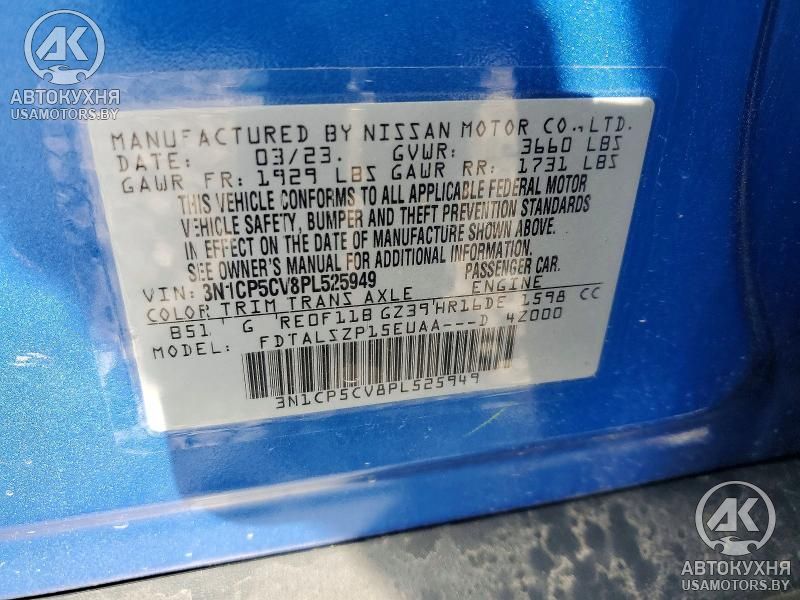 АК
АВТОКУХНЯ
USAMOTORS.BY
MANUFACTURED BY NISSAN MOTOR CO.,LTD.
DATE: 03/23. GVWR: 3660 LBS
GAWR FR: 1929 LBS GAWR RR: 1731 LBS
THIS VEHICLE CONFORMS TO ALL APPLICABLE FEDERAL MOTOR
VEHICLE SAFETY, BUMPER AND THEFT PREVENTION STANDARDS
IN EFFECT ON THE DATE OF MANUFACTURE SHOWN ABOVE.
SEE OWNER'S MANUAL FOR ADDITIONAL INFORMATION.
VIN: 3N1CP5CV8PL525949 PASSENGER CAR.
COLOR TRIM TRANS AXLE ENGINE
B51 G RE0F11B GZ39 HR16DE 1598 CC
MODEL: FDTALSZP15EUAA---D 4Z000
3N1CP5CV8PL525949
АК
АВТОКУХНЯ
USAMOTORS.BY